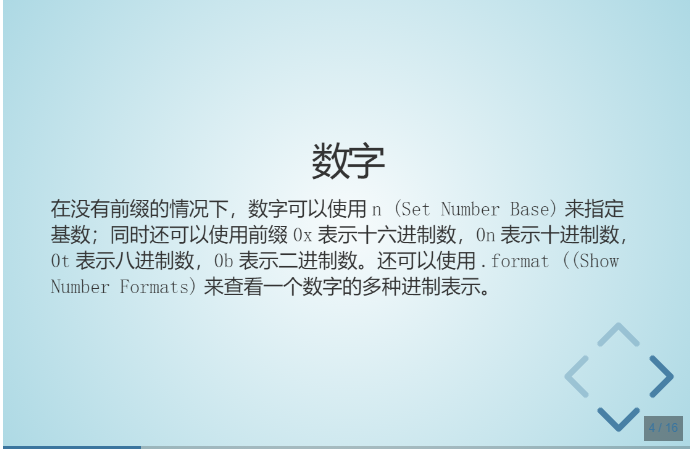 数字
在没有前缀的情况下，数字可以使用 n (Set Number Base) 来指定
基数；同时还可以使用前缀 0x 表示十六进制数，0n 表示十进制数，
0t 表示八进制数，0b 表示二进制数。还可以使用 .format ((Show
Number Formats) 来查看一个数字的多种进制表示。
4 / 16